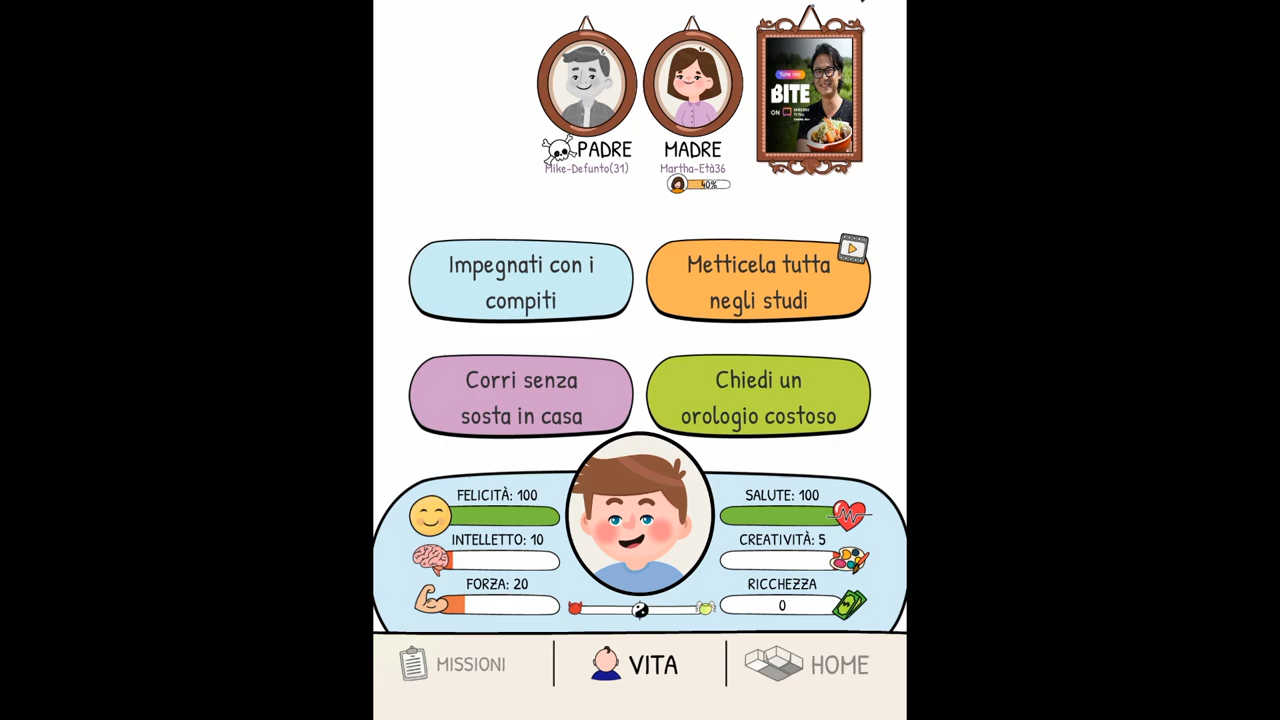 PADRE
Mike-Defunto(31)
MADRE
Martha-Età36
40%
BITE
ON
Impegnati con i
compiti
Metticela tutta
negli studi
Corri senza
sosta in casa
Chiedi un
orologio costoso
FELICITÀ: 100
INTELLETTO: 10
FORZA: 20
SALUTE: 100
CREATIVITÀ: 5
RICCHEZZA
0
MISSIONI
VITA
HOME